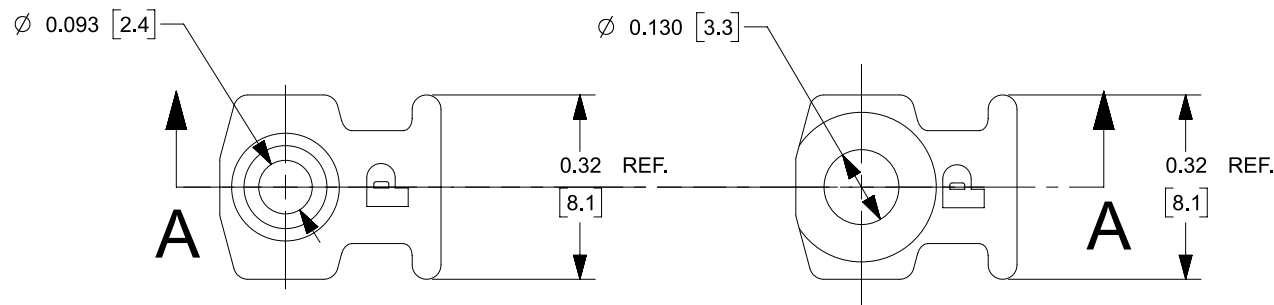 Ø 0.093 [2.4]
Ø 0.130 [3.3]
0.32 REF.
[8.1]
0.32 REF.
[8.1]
A
A